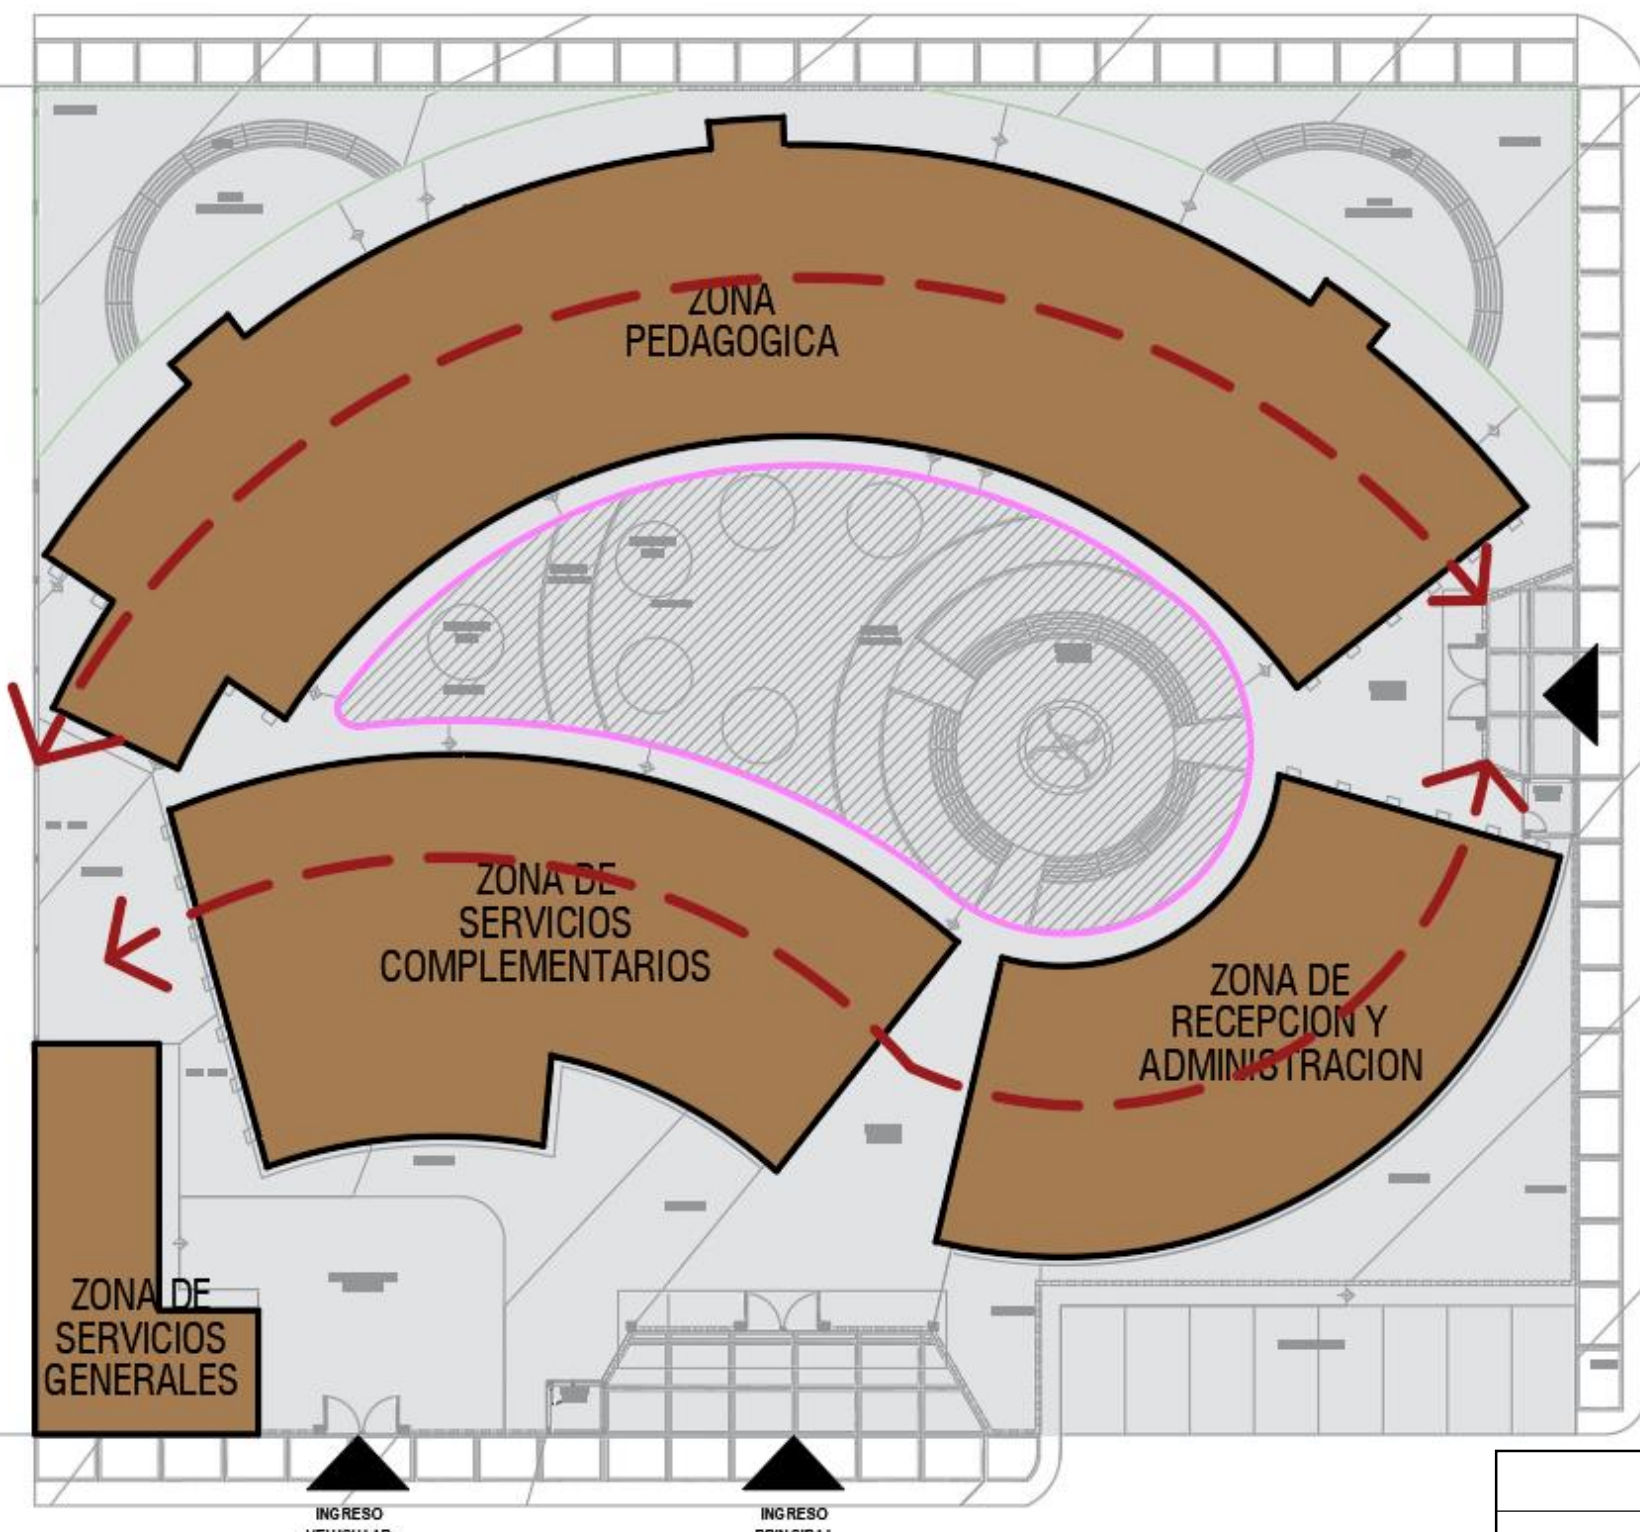 ZONA
PEDAGOGICA
ZONA DE
SERVICIOS
COMPLEMENTARIOS
ZONA DE
RECEPCION Y
ADMINISTRACION
ZONA DE
SERVICIOS
GENERALES
INGRESO
INGRESO